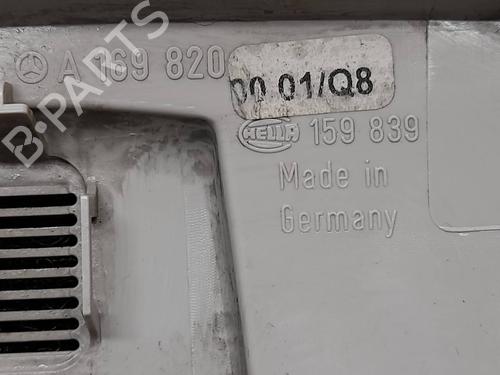 A 169 820
00 01/Q8
HELLA 159 839
Made in
Germany
B-PARTS